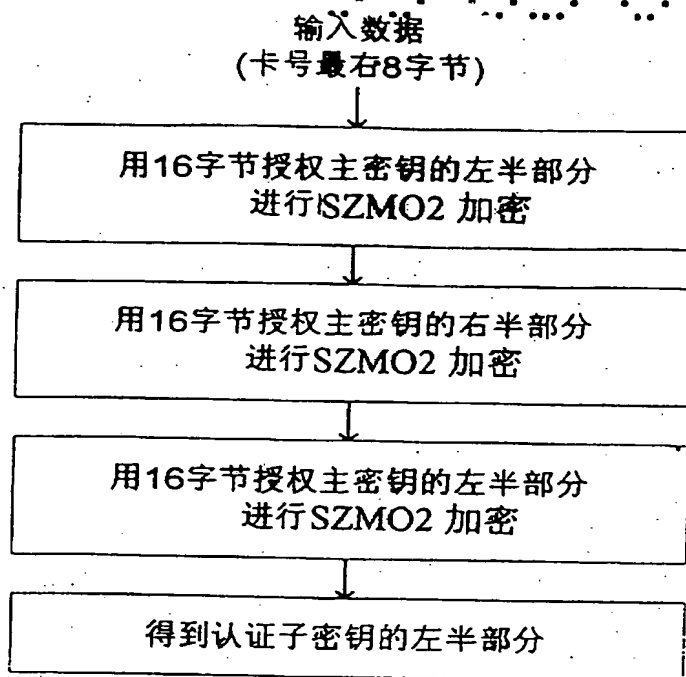 输入数据
(卡号最右8字节)
用16字节授权主密钥的左半部分
进行SZMO2 加密
用16字节授权主密钥的右半部分
进行SZMO2 加密
用16字节授权主密钥的左半部分
进行SZMO2 加密
得到认证子密钥的左半部分